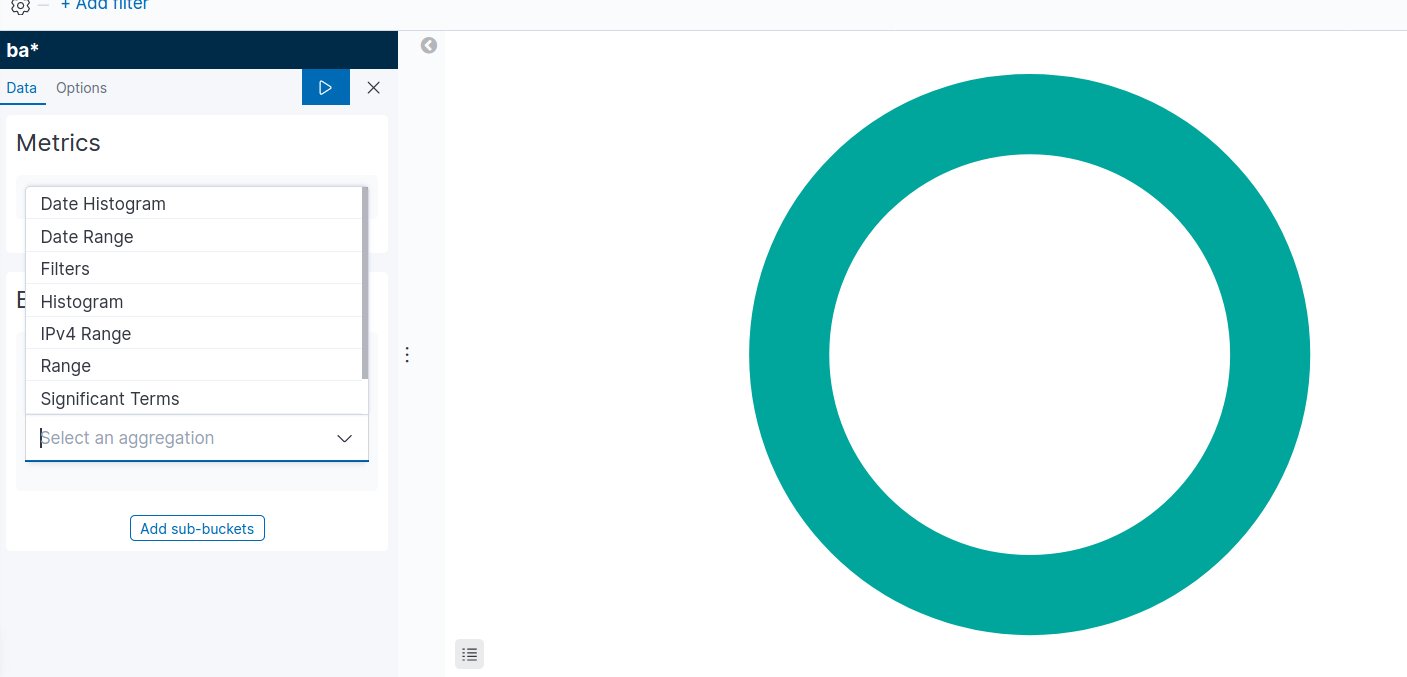 + Add filter
ba*
Data Options
Metrics
Date Histogram
Date Range
Filters
Histogram
IPv4 Range
Range
Significant Terms
Select an aggregation
Add sub-buckets